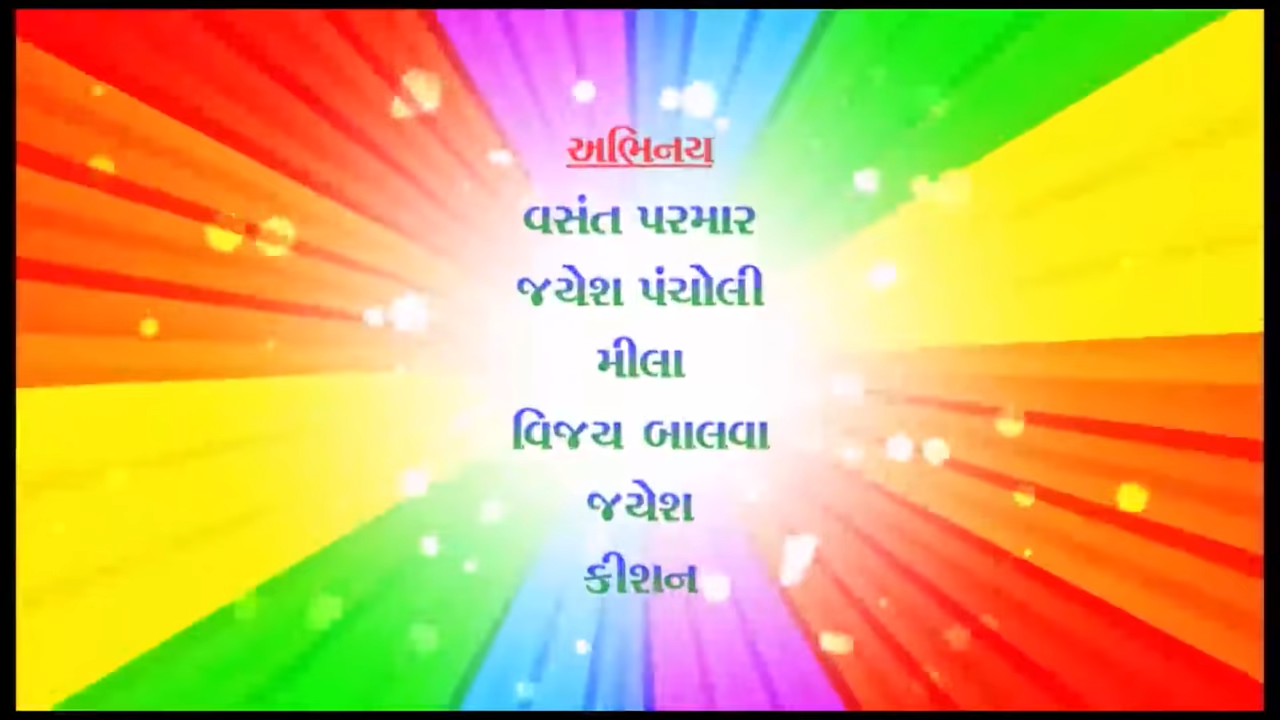 અભિનય
વસંત પરમાર
જયેશ પંચોલી
મીલા
વિજય બાલવા
જયેશ
કીશન